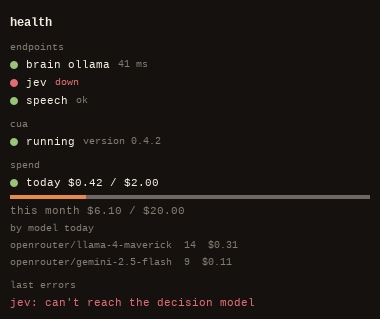 health
endpoints
brain ollama 41 ms
jev down
speech ok
cua
running version 0.4.2
spend
today $0.42 / $2.00
this month $6.10 / $20.00
by model today
openrouter/llama-4-maverick 14 $0.31
openrouter/gemini-2.5-flash 9 $0.11
last errors
jev: can't reach the decision model